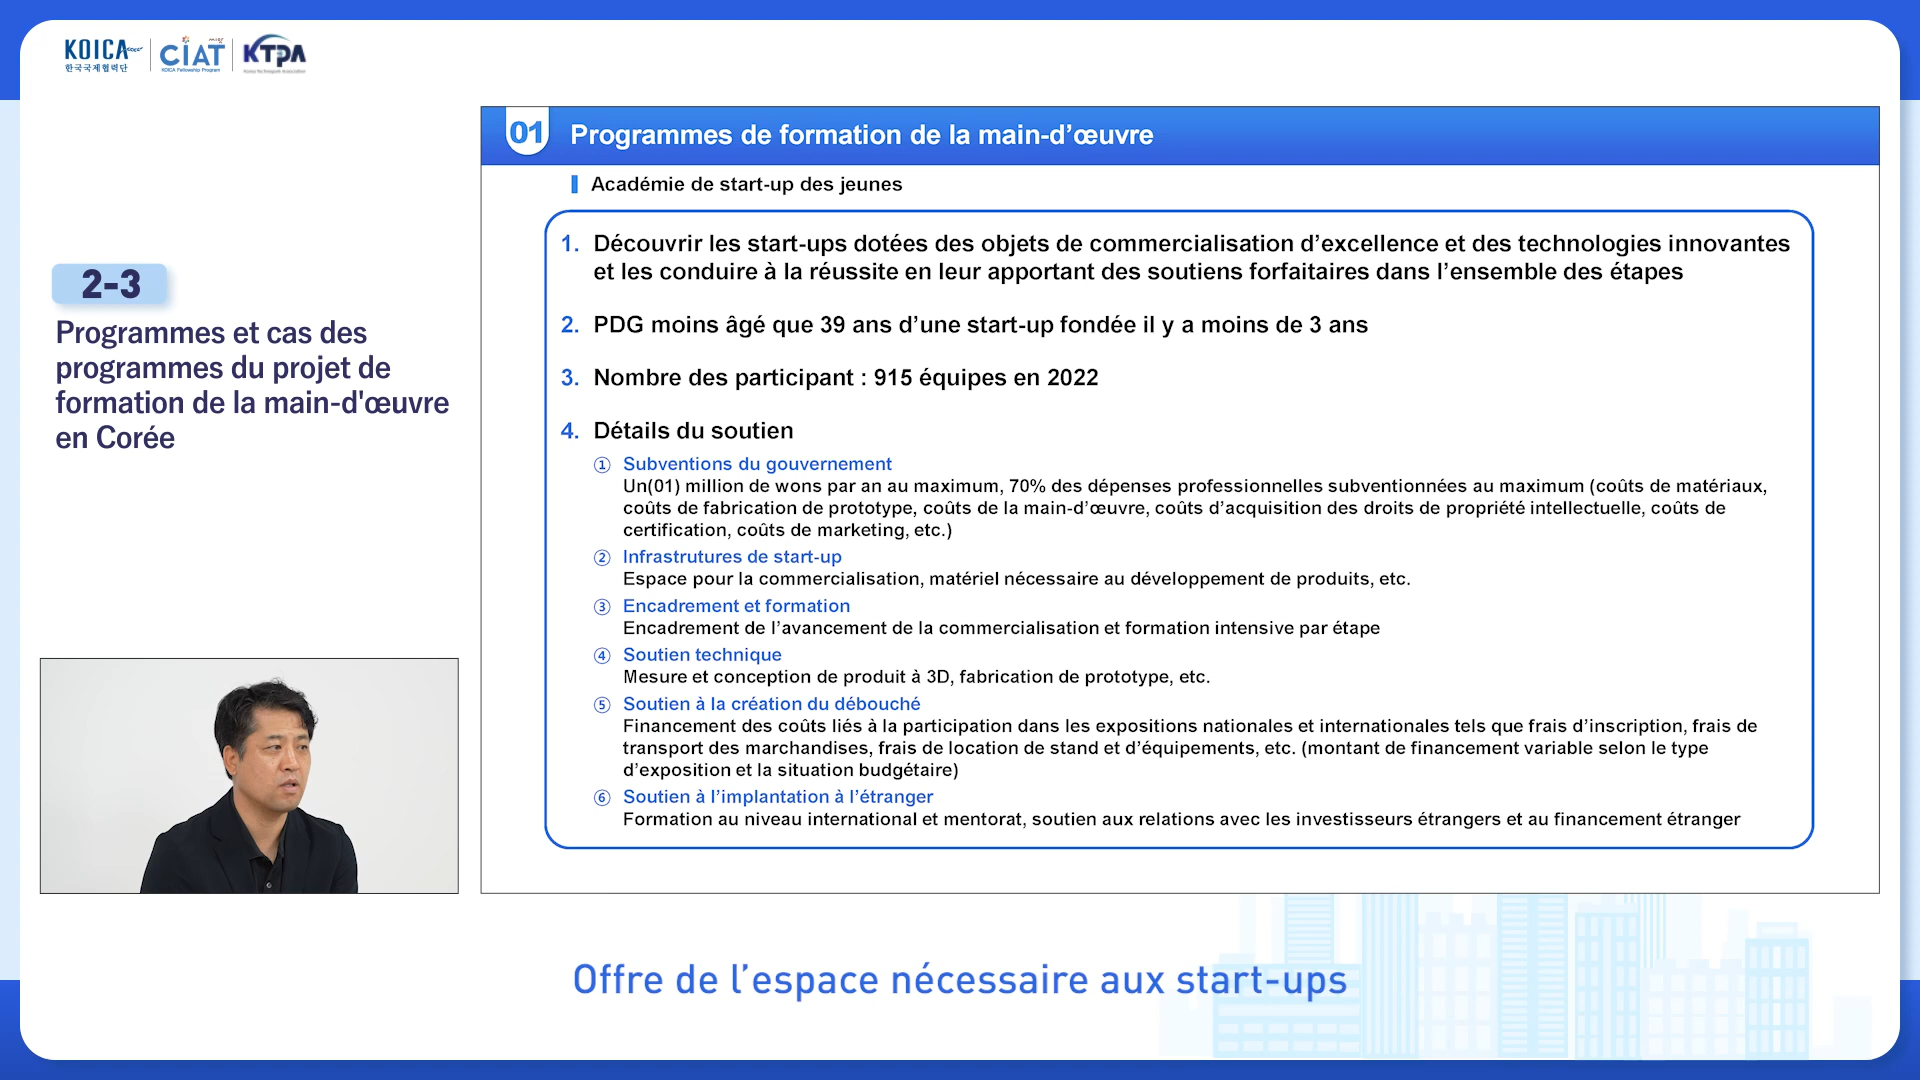 KOICA
한국국제협력단
CIAT
KOICA Fellowship Program
KTPA
Korea Technopark Association
2-3
Programmes et cas des
programmes du projet de
formation de la main-d'œuvre
en Corée
01 Programmes de formation de la main-d’œuvre
Académie de start-up des jeunes
1. Découvrir les start-ups dotées des objets de commercialisation d’excellence et des technologies innovantes
et les conduire à la réussite en leur apportant des soutiens forfaitaires dans l’ensemble des étapes
2. PDG moins âgé que 39 ans d’une start-up fondée il y a moins de 3 ans
3. Nombre des participant : 915 équipes en 2022
4. Détails du soutien
① Subventions du gouvernement
Un(01) million de wons par an au maximum, 70% des dépenses professionnelles subventionnées au maximum (coûts de matériaux,
coûts de fabrication de prototype, coûts de la main-d’œuvre, coûts d’acquisition des droits de propriété intellectuelle, coûts de
certification, coûts de marketing, etc.)
② Infrastrutures de start-up
Espace pour la commercialisation, matériel nécessaire au développement de produits, etc.
③ Encadrement et formation
Encadrement de l’avancement de la commercialisation et formation intensive par étape
④ Soutien technique
Mesure et conception de produit à 3D, fabrication de prototype, etc.
⑤ Soutien à la création du débouché
Financement des coûts liés à la participation dans les expositions nationales et internationales tels que frais d’inscription, frais de
transport des marchandises, frais de location de stand et d’équipements, etc. (montant de financement variable selon le type
d’exposition et la situation budgétaire)
⑥ Soutien à l’implantation à l’étranger
Formation au niveau international et mentorat, soutien aux relations avec les investisseurs étrangers et au financement étranger
Offre de l’espace nécessaire aux start-ups